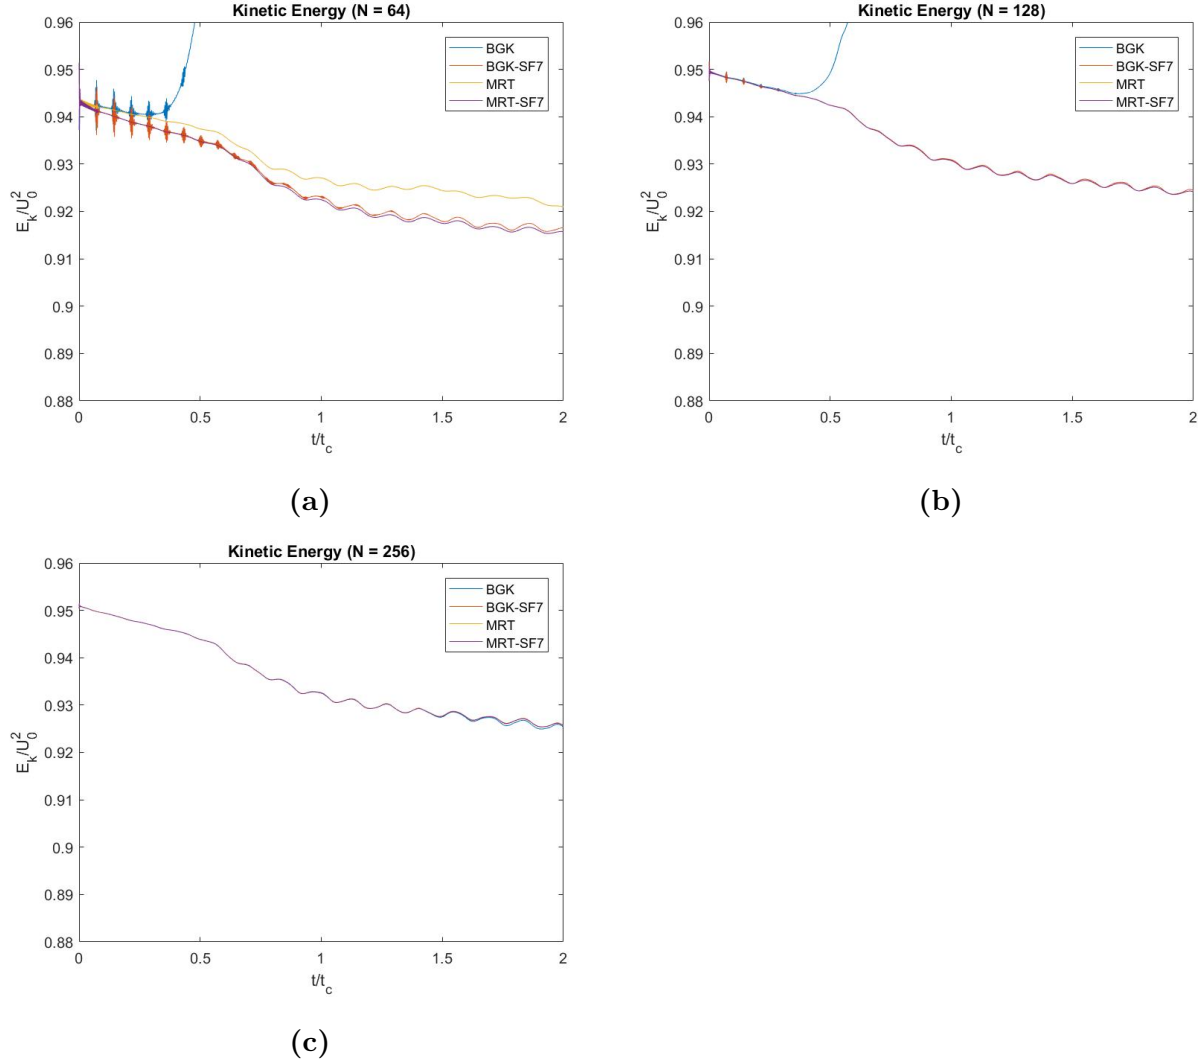 Kinetic Energy (N = 64)
0.96
0.95
0.94
0.93
0.92
0.91
0.9
0.89
0.88
E_k/U_0^2
0
0.5
1
1.5
2
t/t_c
BGK
BGK-SF7
MRT
MRT-SF7
(a)
Kinetic Energy (N = 128)
0.96
0.95
0.94
0.93
0.92
0.91
0.9
0.89
0.88
E_k/U_0^2
0
0.5
1
1.5
2
t/t_c
BGK
BGK-SF7
MRT
MRT-SF7
(b)
Kinetic Energy (N = 256)
0.96
0.95
0.94
0.93
0.92
0.91
0.9
0.89
0.88
E_k/U_0^2
0
0.5
1
1.5
2
t/t_c
BGK
BGK-SF7
MRT
MRT-SF7
(c)